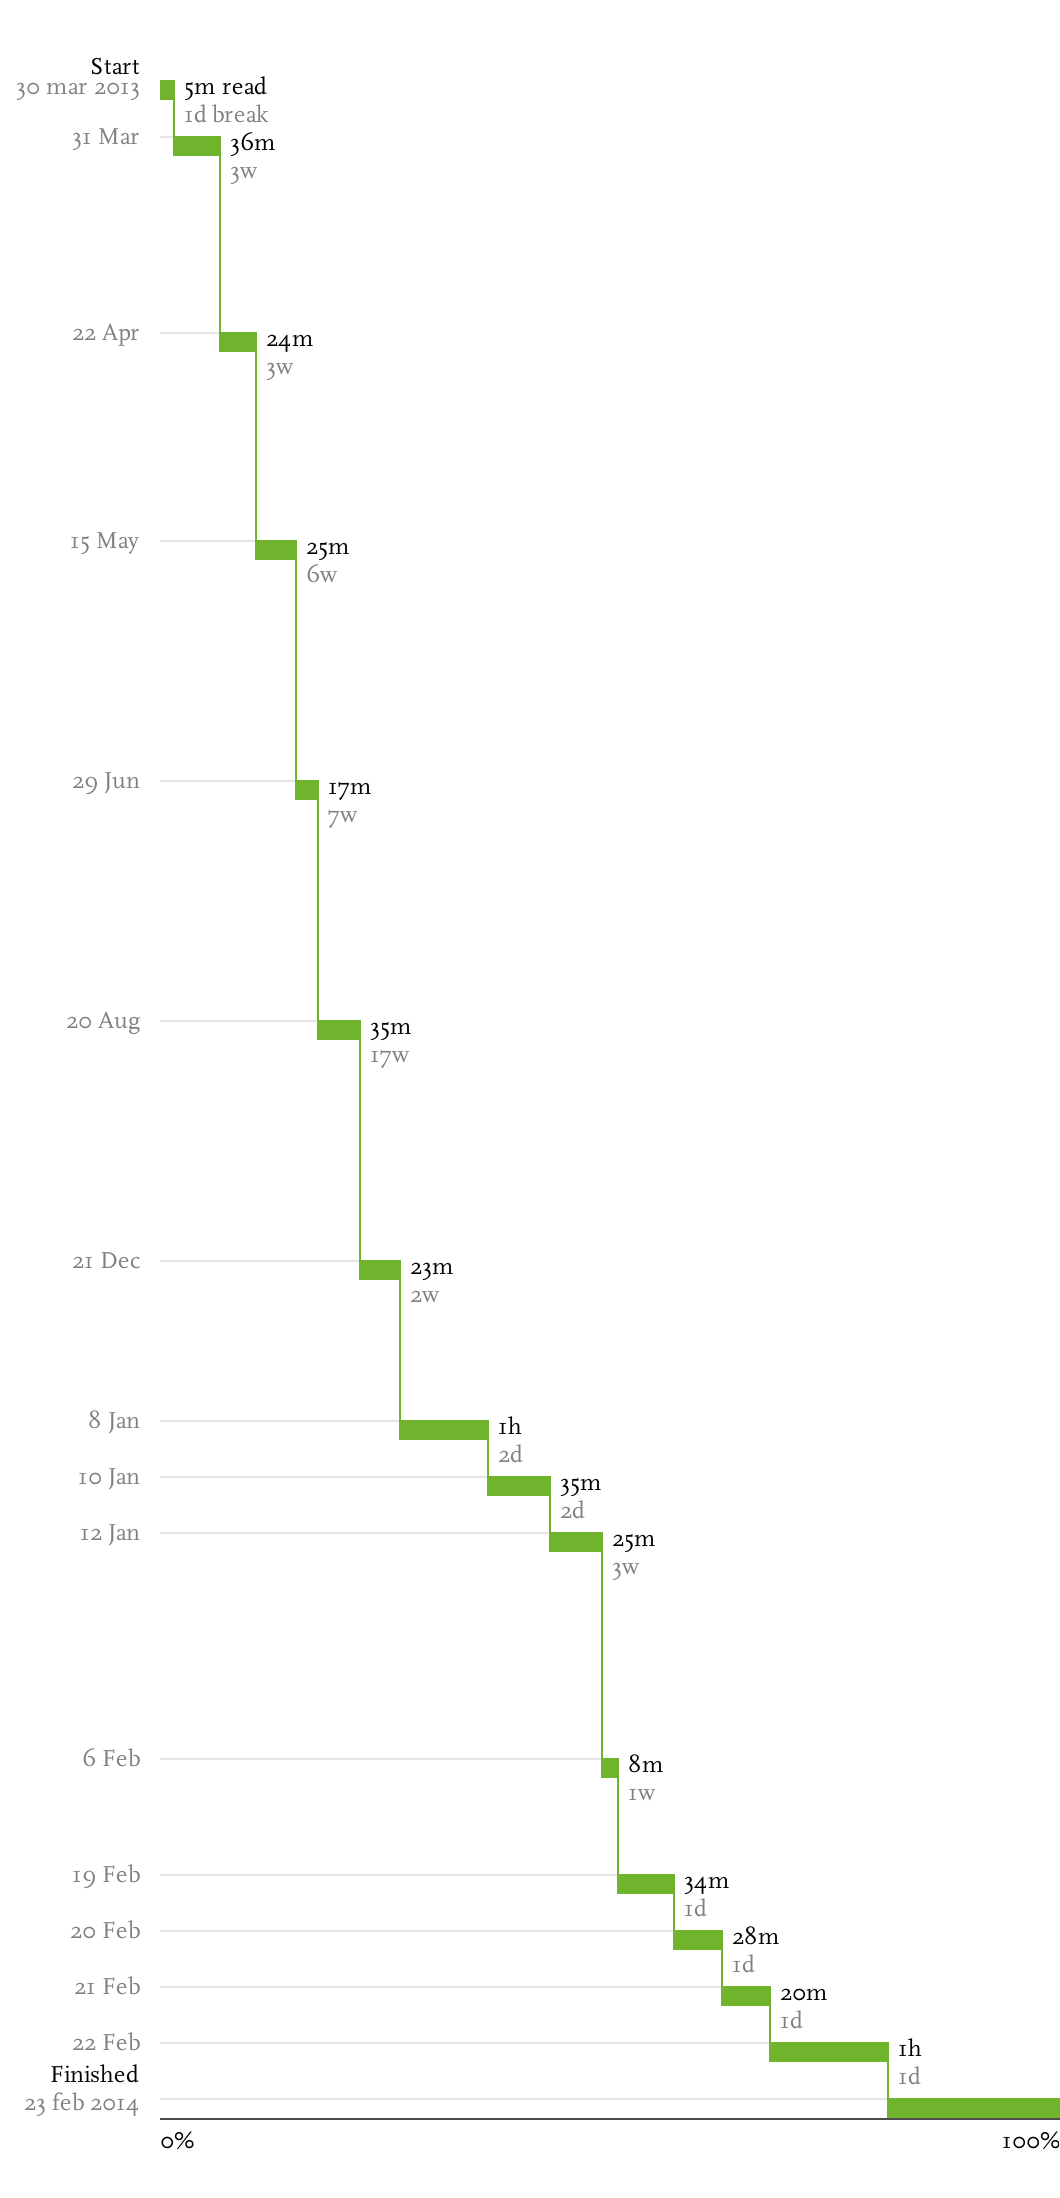 Start
30 mar 2013
5m read
1d break
31 Mar
36m
3w
22 Apr
24m
3w
15 May
25m
6w
29 Jun
17m
7w
20 Aug
35m
17w
21 Dec
23m
2w
8 Jan
1h
2d
10 Jan
35m
2d
12 Jan
25m
3w
6 Feb
8m
1w
19 Feb
34m
1d
20 Feb
28m
1d
21 Feb
20m
1d
22 Feb
1h
1d
Finished
23 feb 2014
0%
100%